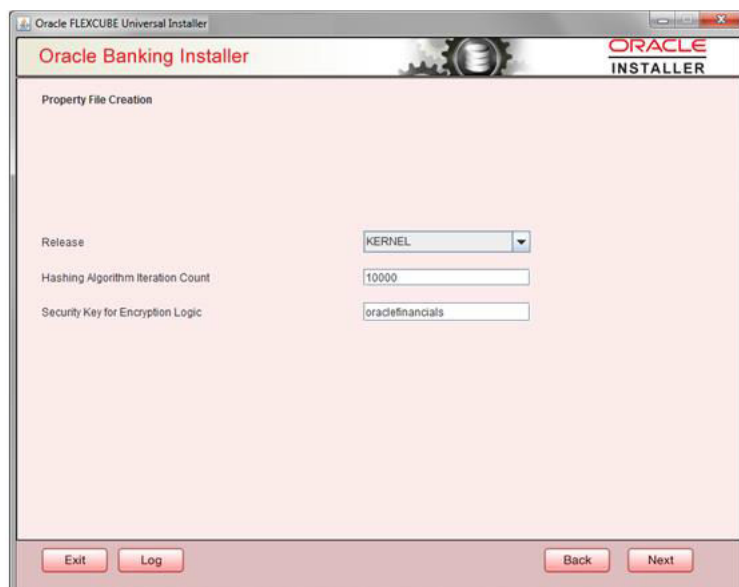 Oracle FLEXCUBE Universal Installer
Oracle Banking Installer
ORACLE
INSTALLER
Property File Creation
Release
KERNEL
Hashing Algorithm Iteration Count
10000
Security Key for Encryption Logic
oraclefinancials
Exit
Log
Back
Next